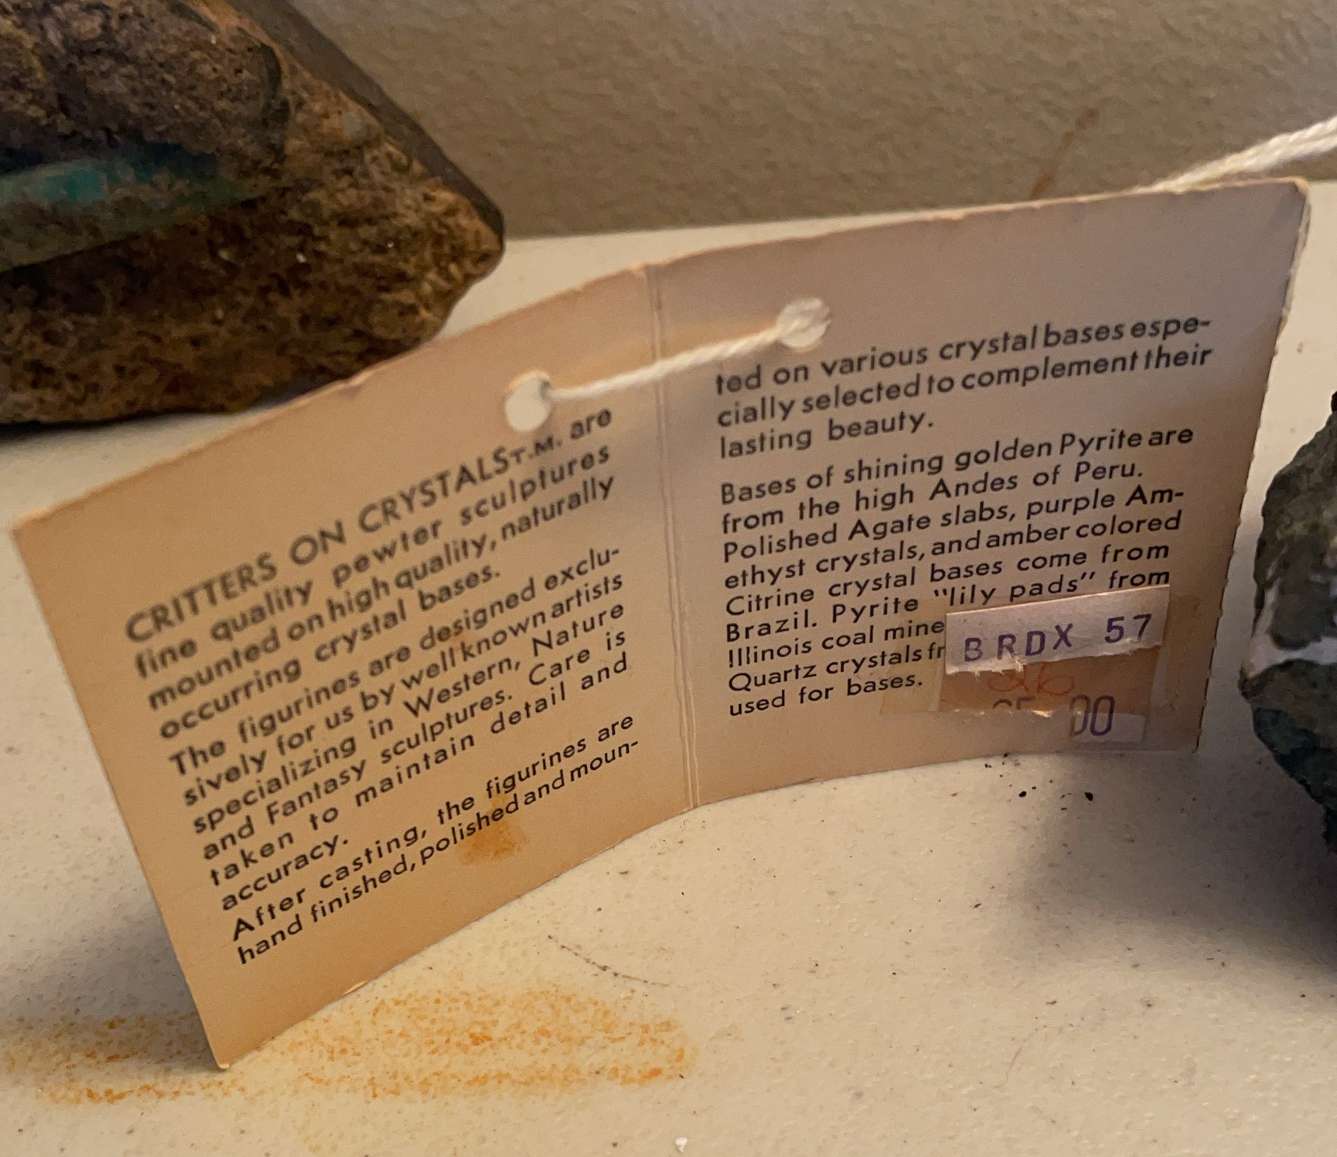 CRITTERS ON CRYSTALS T.M. are
fine quality pewter sculptures
mounted on high quality, naturally
occurring crystal bases.
The figurines are designed exclu-
sively for us by well known artists
specializing in Western, Nature
and Fantasy sculptures. Care is
taken to maintain detail and
accuracy.
After casting, the figurines are
hand finished, polished and moun-
ted on various crystal bases espe-
cially selected to complement their
lasting beauty.
Bases of shining golden Pyrite are
from the high Andes of Peru.
Polished Agate slabs, purple Am-
ethyst crystals, and amber colored
Citrine crystal bases come from
Brazil. Pyrite "lily pads" from
Illinois coal mine
Quartz crystals fr
used for bases.
BRDX 57
00